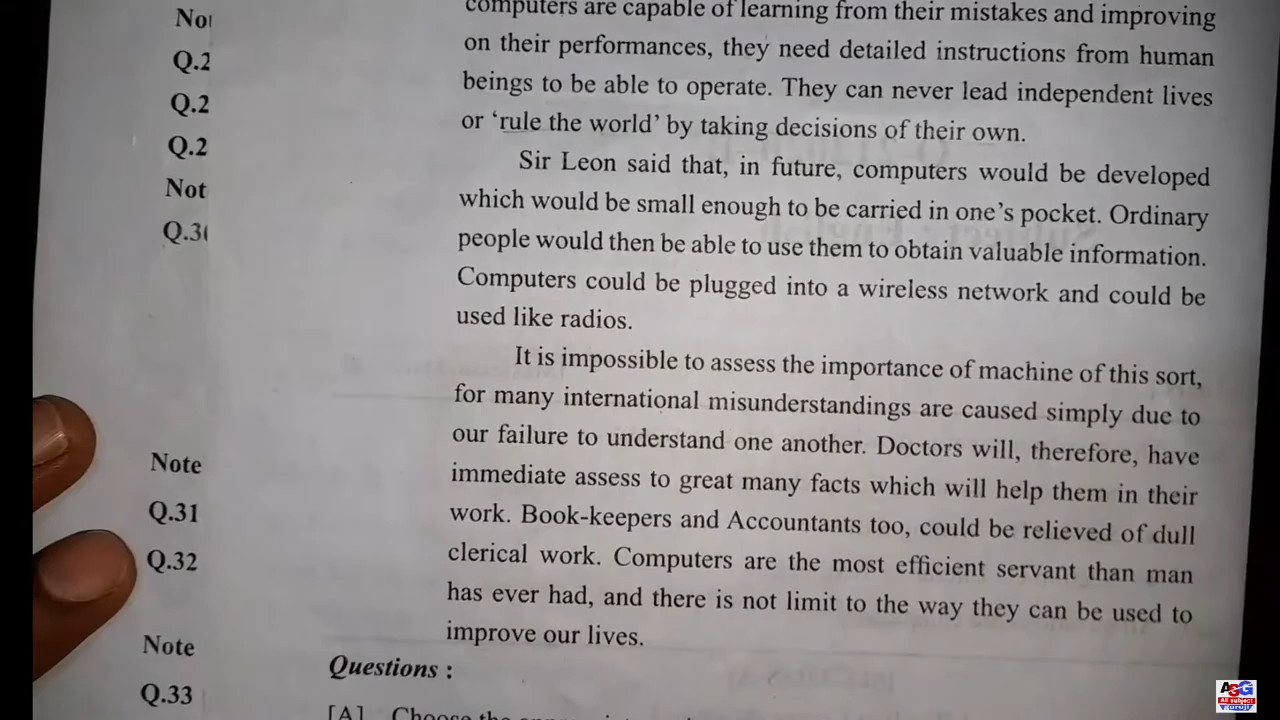 computers are capable of learning from their mistakes and improving
on their performances, they need detailed instructions from human
beings to be able to operate. They can never lead independent lives
or ‘rule the world’ by taking decisions of their own.
Sir Leon said that, in future, computers would be developed
which would be small enough to be carried in one’s pocket. Ordinary
people would then be able to use them to obtain valuable information.
Computers could be plugged into a wireless network and could be
used like radios.
It is impossible to assess the importance of machine of this sort,
for many international misunderstandings are caused simply due to
our failure to understand one another. Doctors will, therefore, have
immediate assess to great many facts which will help them in their
work. Book-keepers and Accountants too, could be relieved of dull
clerical work. Computers are the most efficient servant than man
has ever had, and there is not limit to the way they can be used to
improve our lives.
Questions :
[A] Choose the
Q.2
Q.2
Q.2
Not
Note
Q.31
Q.32
Note
Q.33
ASG
All subject